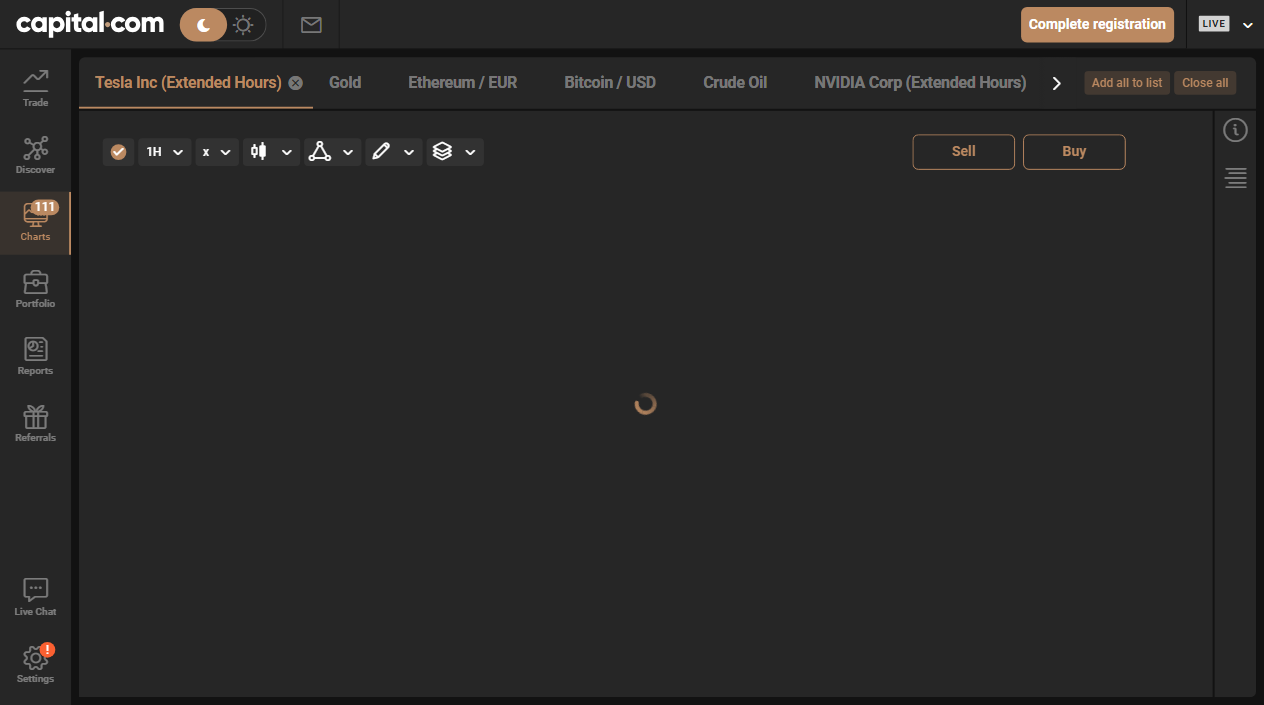 capital.com
Complete registration
LIVE
Tesla Inc (Extended Hours)
Gold
Ethereum / EUR
Bitcoin / USD
Crude Oil
NVIDIA Corp (Extended Hours)
Add all to list
Close all
Trade
Discover
111
Charts
Portfolio
Reports
Referrals
Live Chat
!
Settings
1H
x
Sell
Buy